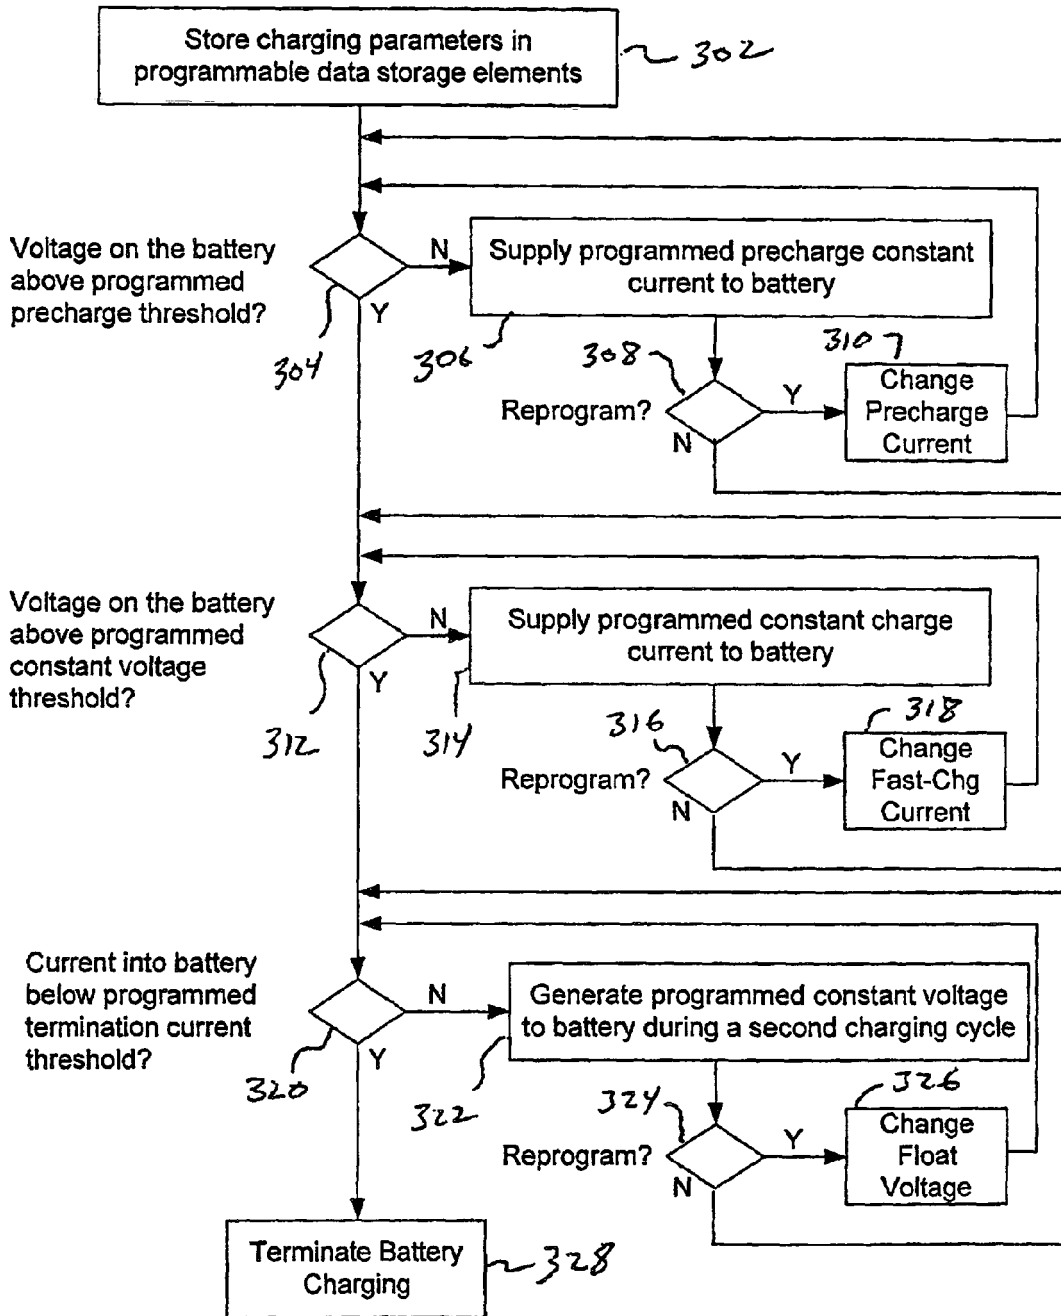 Store charging parameters in
programmable data storage elements
302
Voltage on the battery
above programmed
precharge threshold?
N
Y
304
Supply programmed precharge constant
current to battery
306
308
310
Reprogram?
Y
N
Change
Precharge
Current
Voltage on the battery
above programmed
constant voltage
threshold?
N
Y
312
Supply programmed constant charge
current to battery
314
316
318
Reprogram?
Y
N
Change
Fast-Chg
Current
Current into battery
below programmed
termination current
threshold?
N
Y
320
Generate programmed constant voltage
to battery during a second charging cycle
322
324
326
Reprogram?
Y
N
Change
Float
Voltage
Terminate Battery
Charging
328